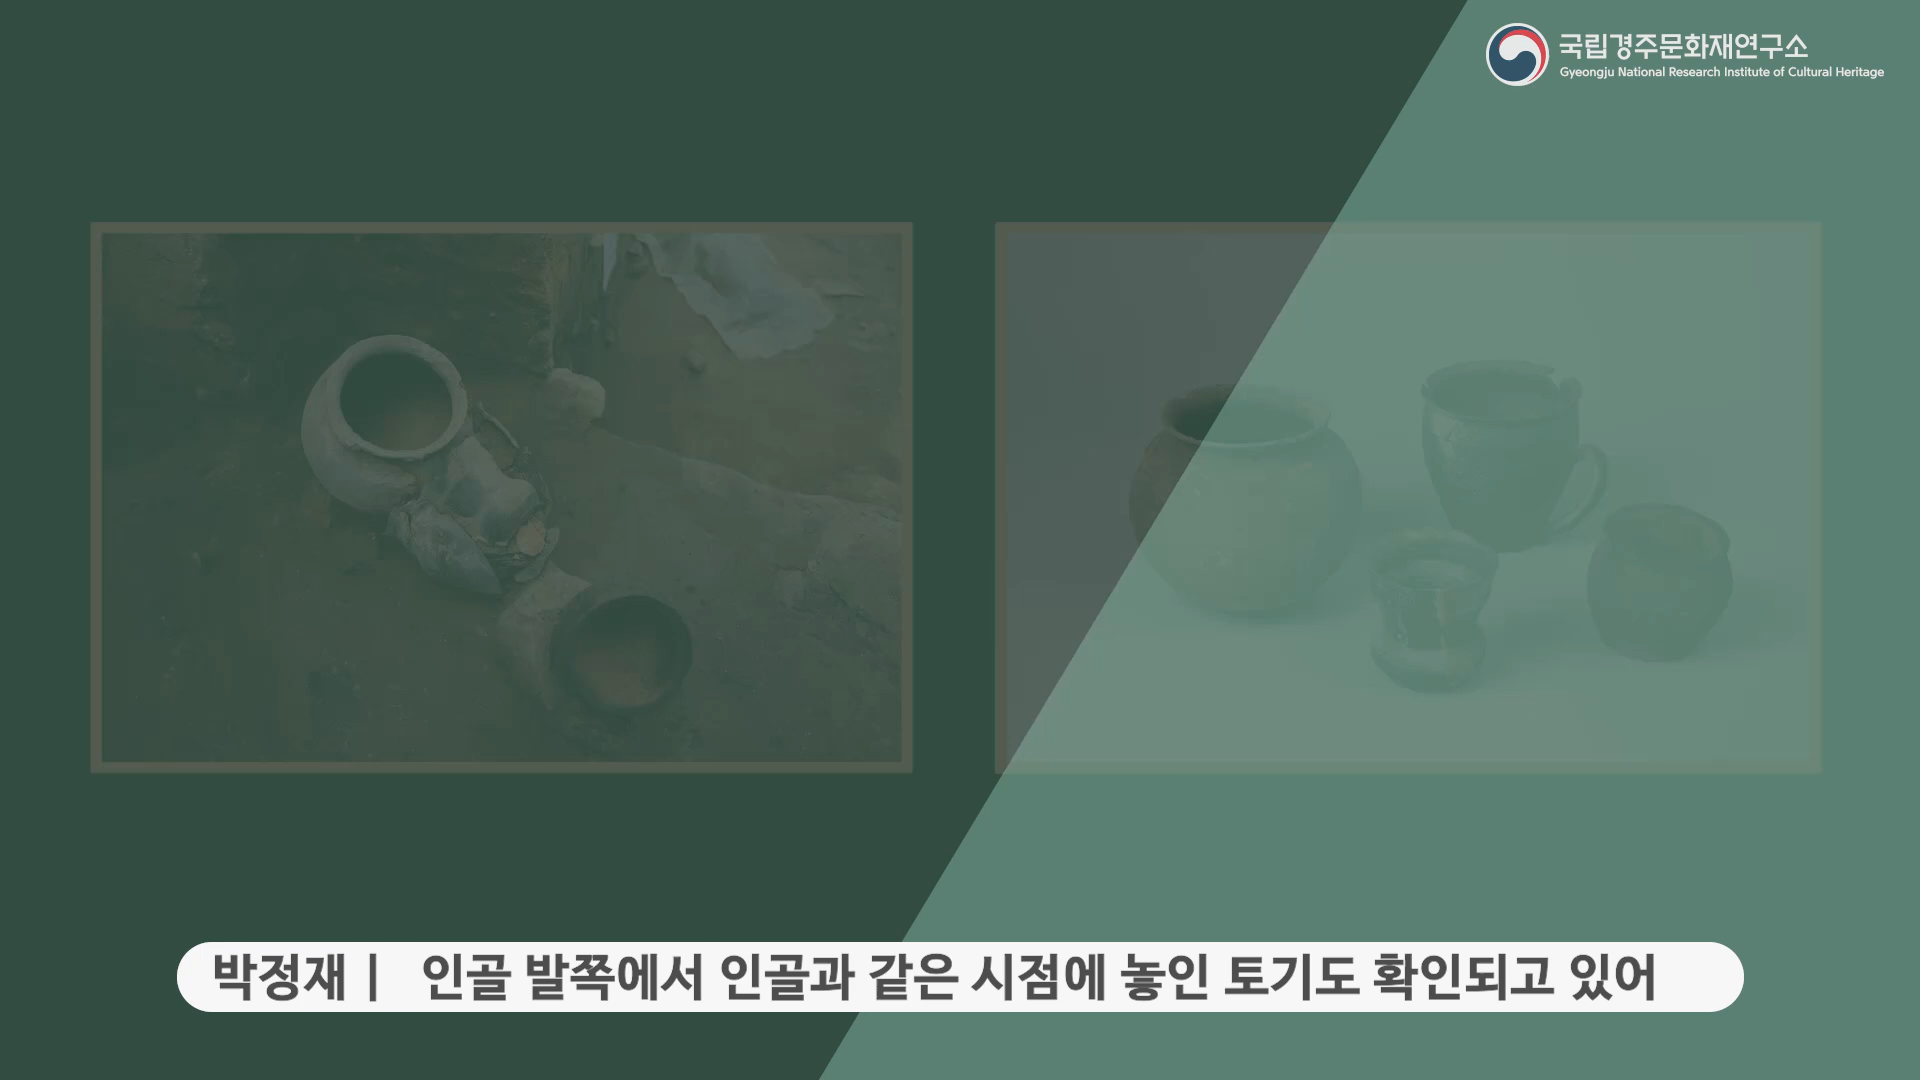 국립경주문화재연구소
Gyeongju National Research Institute of Cultural Heritage
박정재ㅣ 인골 발쪽에서 인골과 같은 시점에 놓인 토기도 확인되고 있어